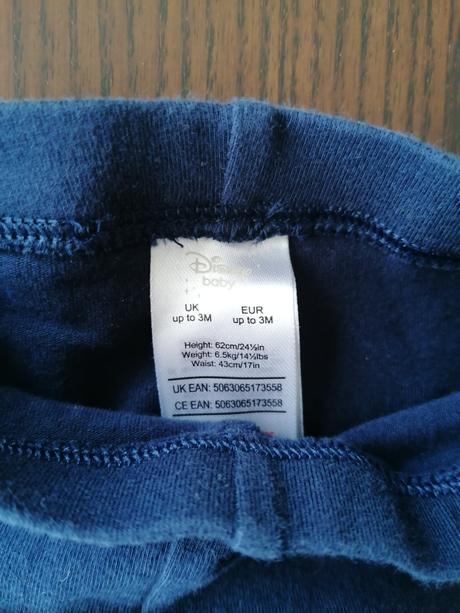 Disney
baby
UK EUR
up to 3M up to 3M
Height: 62cm/24½in
Weight: 6.5kg/14½lbs
Waist: 43cm/17in
UK EAN: 5063065173558
CE EAN: 5063065173558